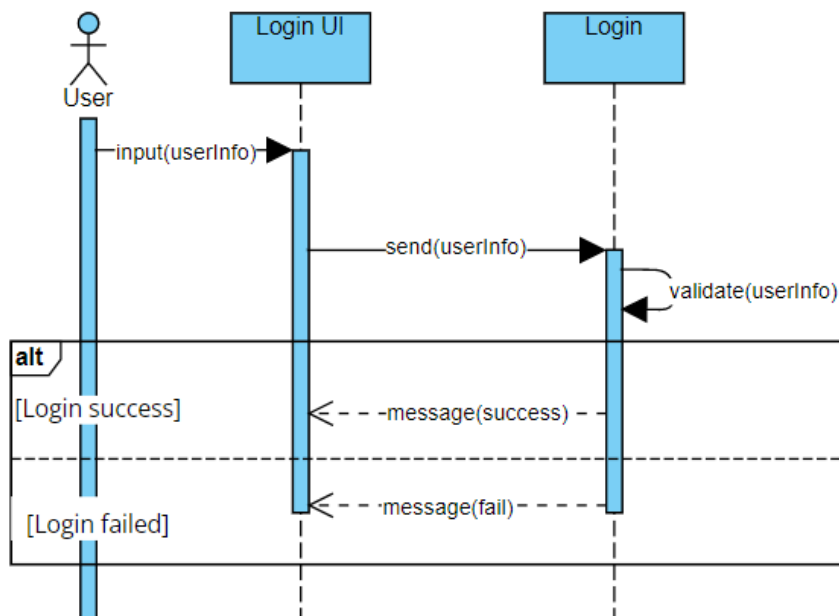 Login UI
Login
User
input(userInfo)
send(userInfo)
validate(userInfo)
alt
[Login success]
message(success)
message(fail)
[Login failed]